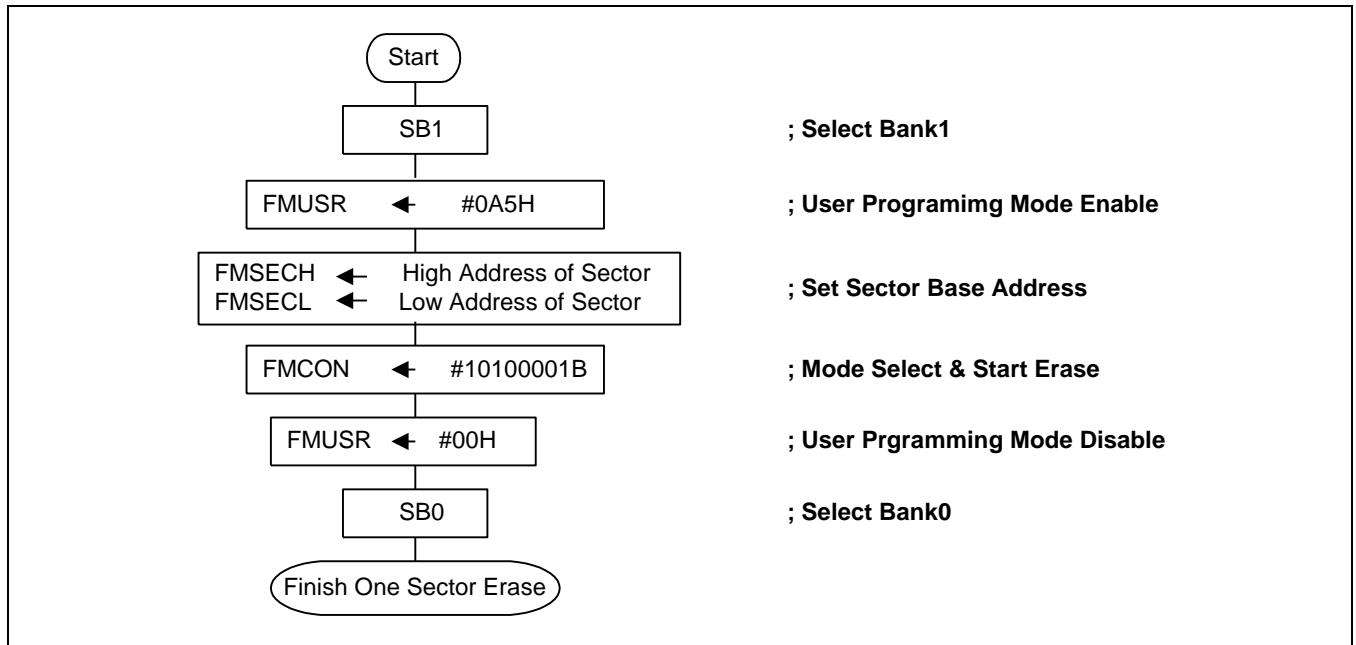 Start
SB1 ; Select Bank1
FMUSR ← #0A5H ; User Programimg Mode Enable
FMSECH ← High Address of Sector
FMSECL ← Low Address of Sector
; Set Sector Base Address
FMCON ← #10100001B ; Mode Select & Start Erase
FMUSR ← #00H ; User Prgramming Mode Disable
SB0 ; Select Bank0
Finish One Sector Erase